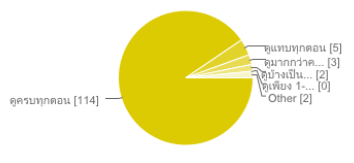 ดูแทบทุกตอน [5]
ดูมากกว่าค... [3]
ดูบ้างเป็น... [2]
ดูเพียง 1-... [0]
Other [2]
ดูครบทุกตอน [114]